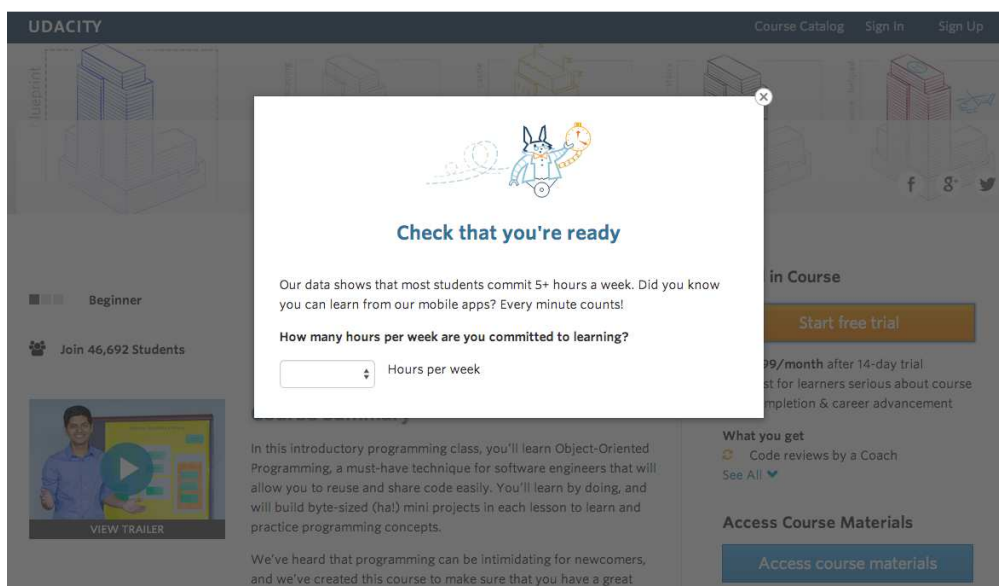 UDACITY
Course Catalog Sign In Sign Up
blueprint
f 8+
Check that you're ready
Our data shows that most students commit 5+ hours a week. Did you know
you can learn from our mobile apps? Every minute counts!
How many hours per week are you committed to learning?
Hours per week
Beginner
Join 46,692 Students
VIEW TRAILER
In this introductory programming class, you'll learn Object-Oriented
Programming, a must-have technique for software engineers that will
allow you to reuse and share code easily. You'll learn by doing, and
will build byte-sized (ha!) mini projects in each lesson to learn and
practice programming concepts.
We've heard that programming can be intimidating for newcomers,
and we've created this course to make sure that you have a great
in Course
Start free trial
99/month after 14-day trial
st for learners serious about course
mpletion & career advancement
What you get
Code reviews by a Coach
See All
Access Course Materials
Access course materials